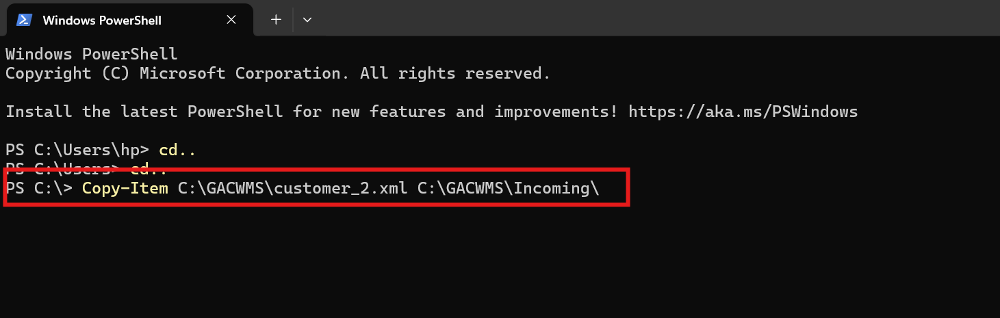 Windows PowerShell
Windows PowerShell
Copyright (C) Microsoft Corporation. All rights reserved.
Install the latest PowerShell for new features and improvements! https://aka.ms/PSWindows
PS C:\Users\hp> cd..
PS C:\Users> cd..
PS C:\> Copy-Item C:\GACWMS\customer_2.xml C:\GACWMS\Incoming\